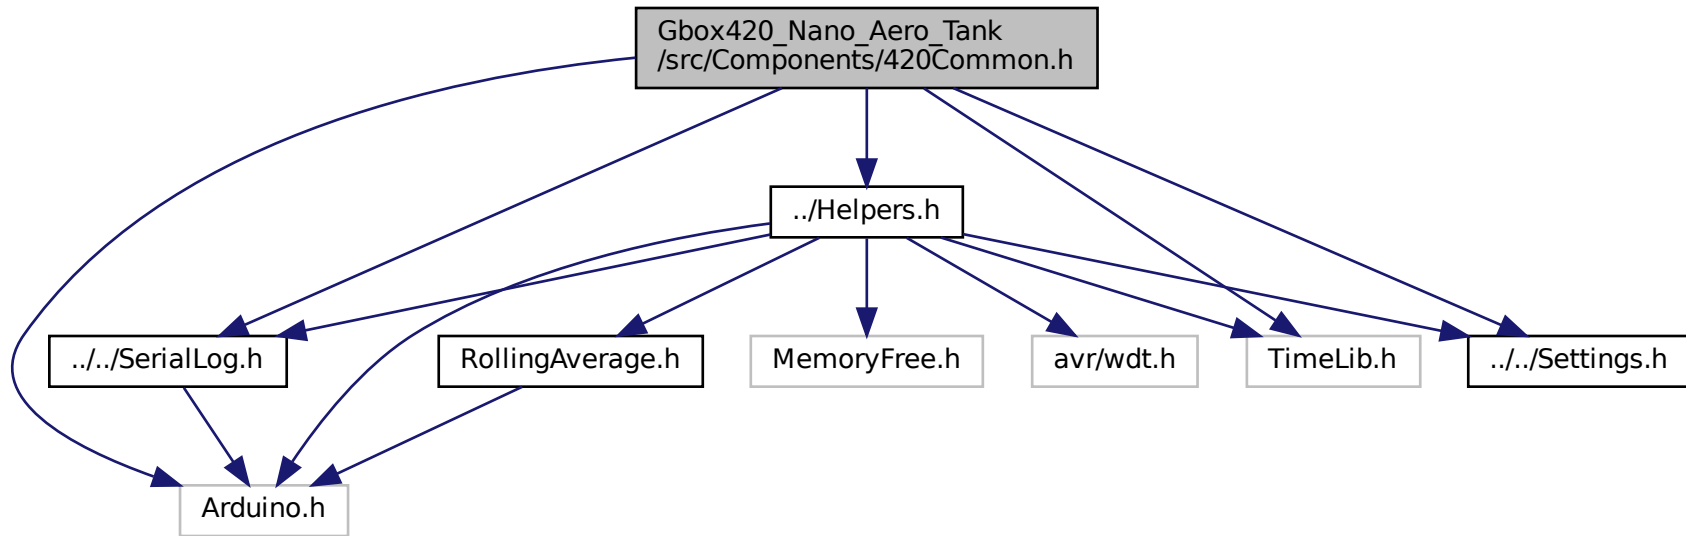 Gbox420_Nano_Aero_Tank
/src/Components/420Common.h
../Helpers.h
../../SerialLog.h
RollingAverage.h
MemoryFree.h
avr/wdt.h
TimeLib.h
../../Settings.h
Arduino.h